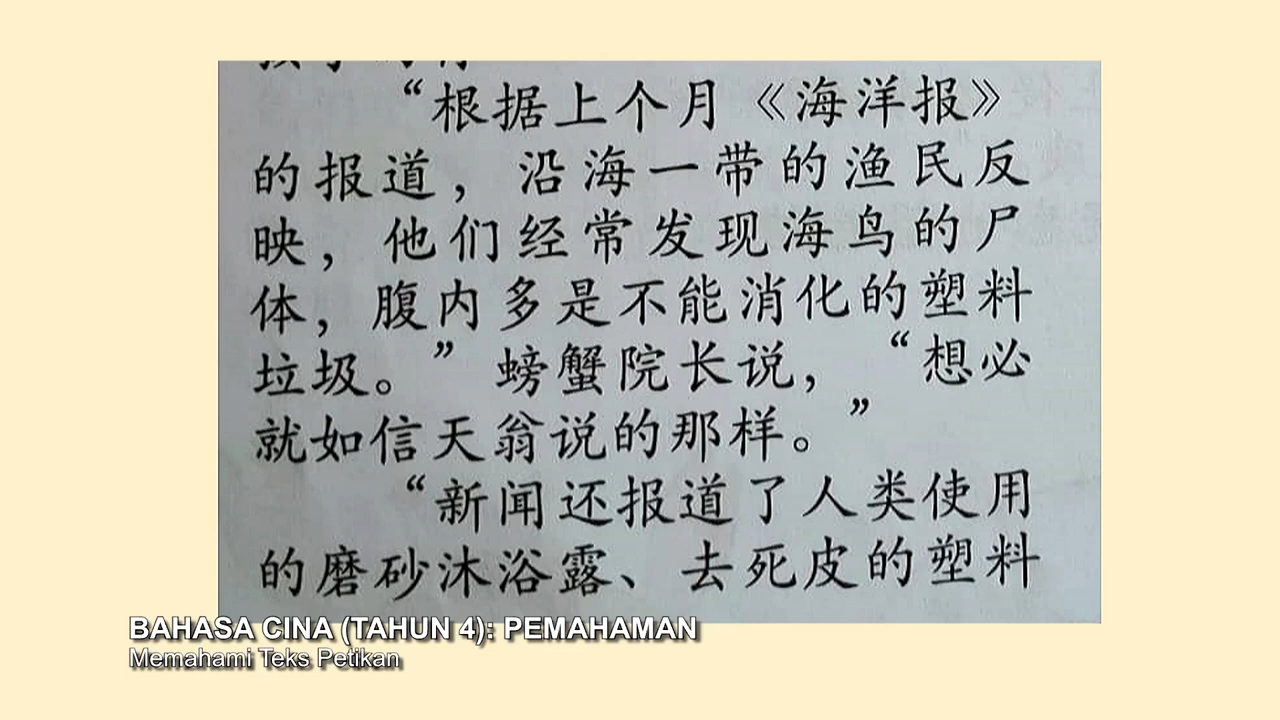 “根据上个月《海洋报》
的报道，沿海一带的渔民反
映，他们经常发现海鸟的尸
体，腹内多是不能消化的塑料
垃圾。”螃蟹院长说，“想必
就如信天翁说的那样。”
“新闻还报道了人类使用
的磨砂沐浴露、去死皮的塑料
BAHASA CINA (TAHUN 4): PEMAHAMAN
Memahami Teks Petikan